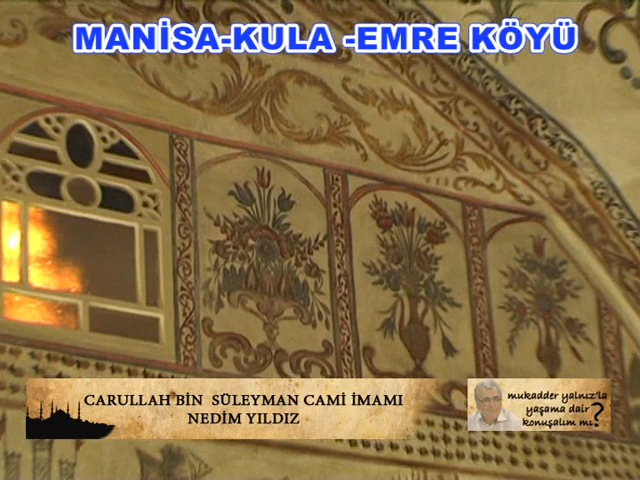 MANİSA-KULA -EMRE KÖYÜ
CARULLAH BİN SÜLEYMAN CAMİ İMAMI
NEDİM YILDIZ
mukadder yalnız'la
yaşama dair
konuşalım mı?